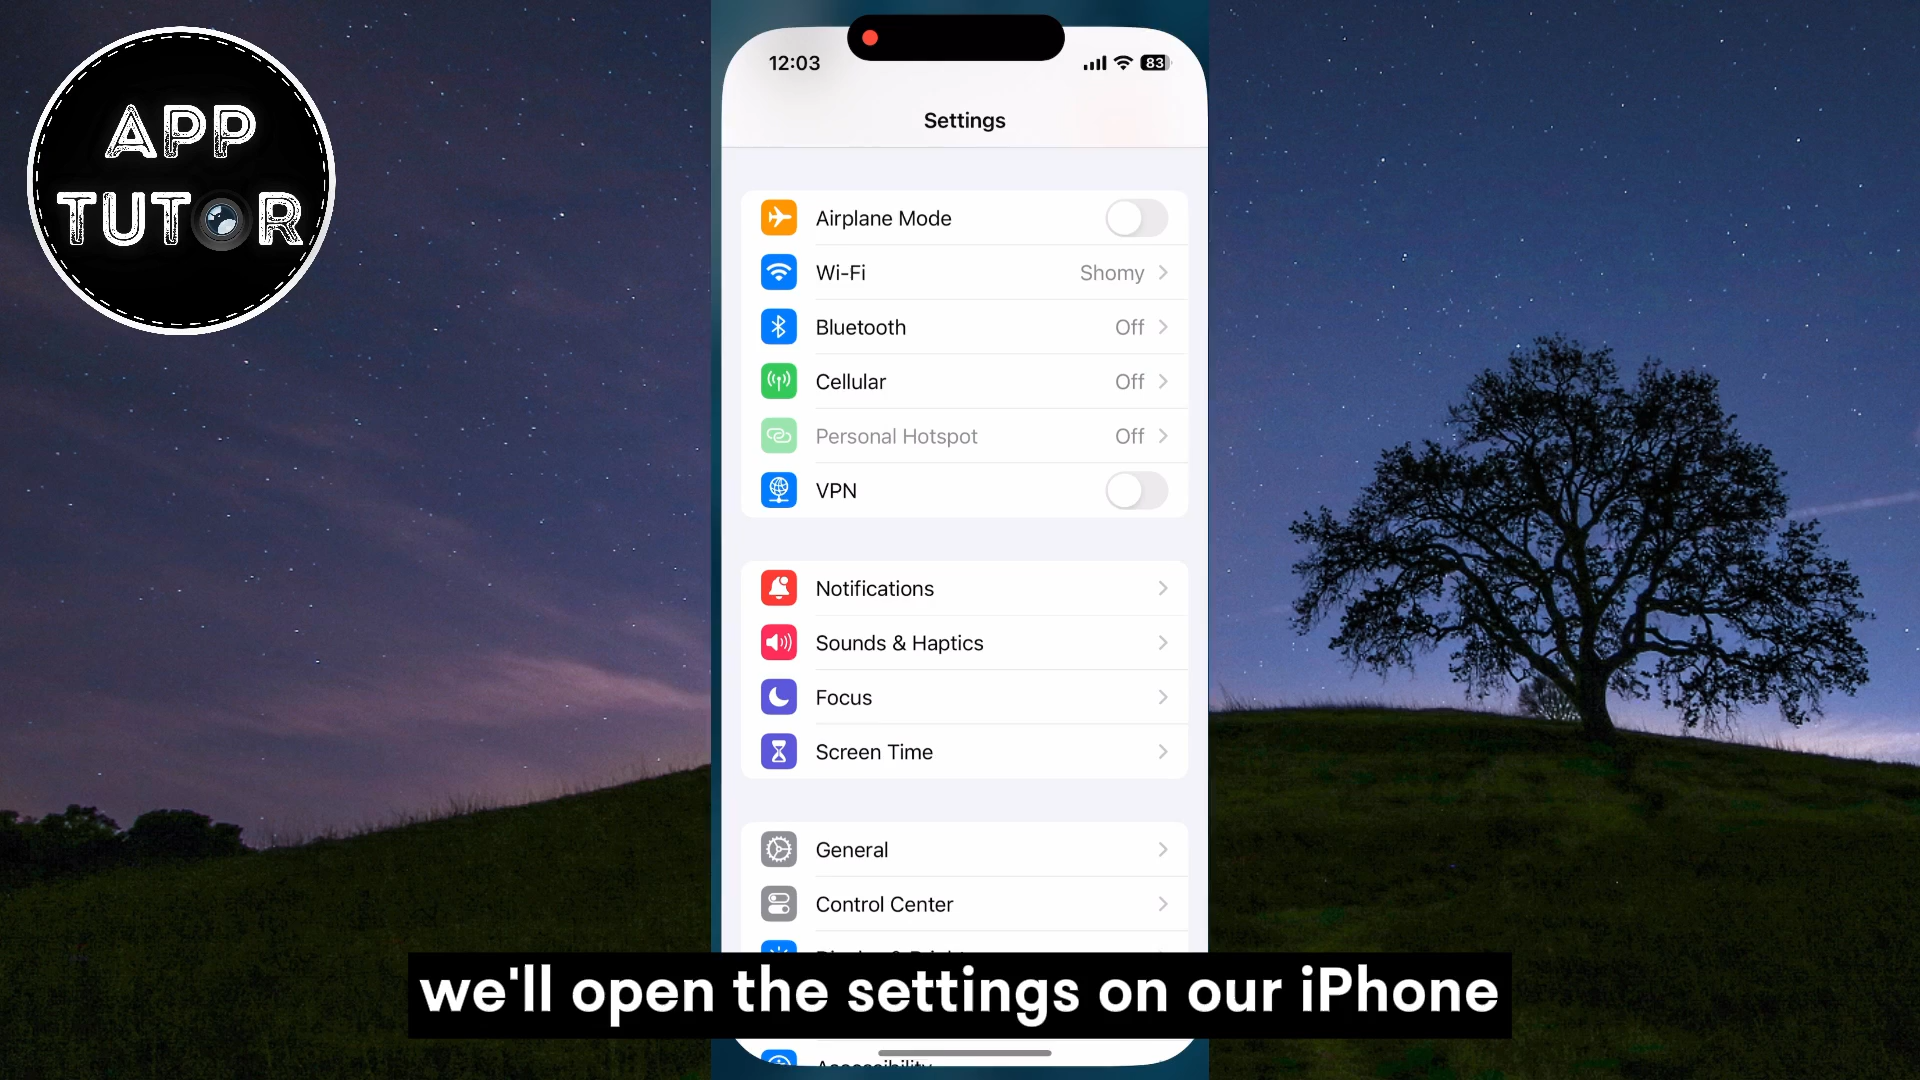 APP
TUTOR
12:03
83
Settings
Airplane Mode
Wi-Fi
Shomy
Bluetooth
Off
Cellular
Off
Personal Hotspot
Off
VPN
Notifications
Sounds & Haptics
Focus
Screen Time
General
Control Center
we'll open the settings on our iPhone
Accessibility